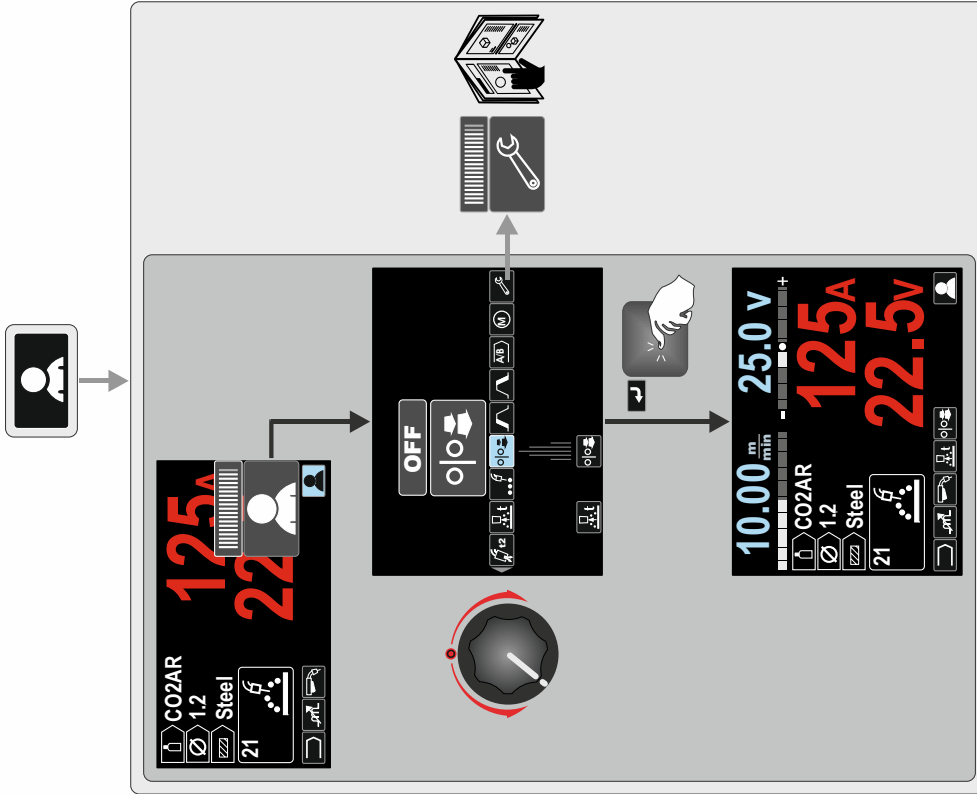 125A
22
CO2AR
1.2
Steel
21
OFF
t2
t
A/B
M
t
10.00 m/min
25.0 V
- +
CO2AR
1.2
Steel
125A
22.5V
21
t